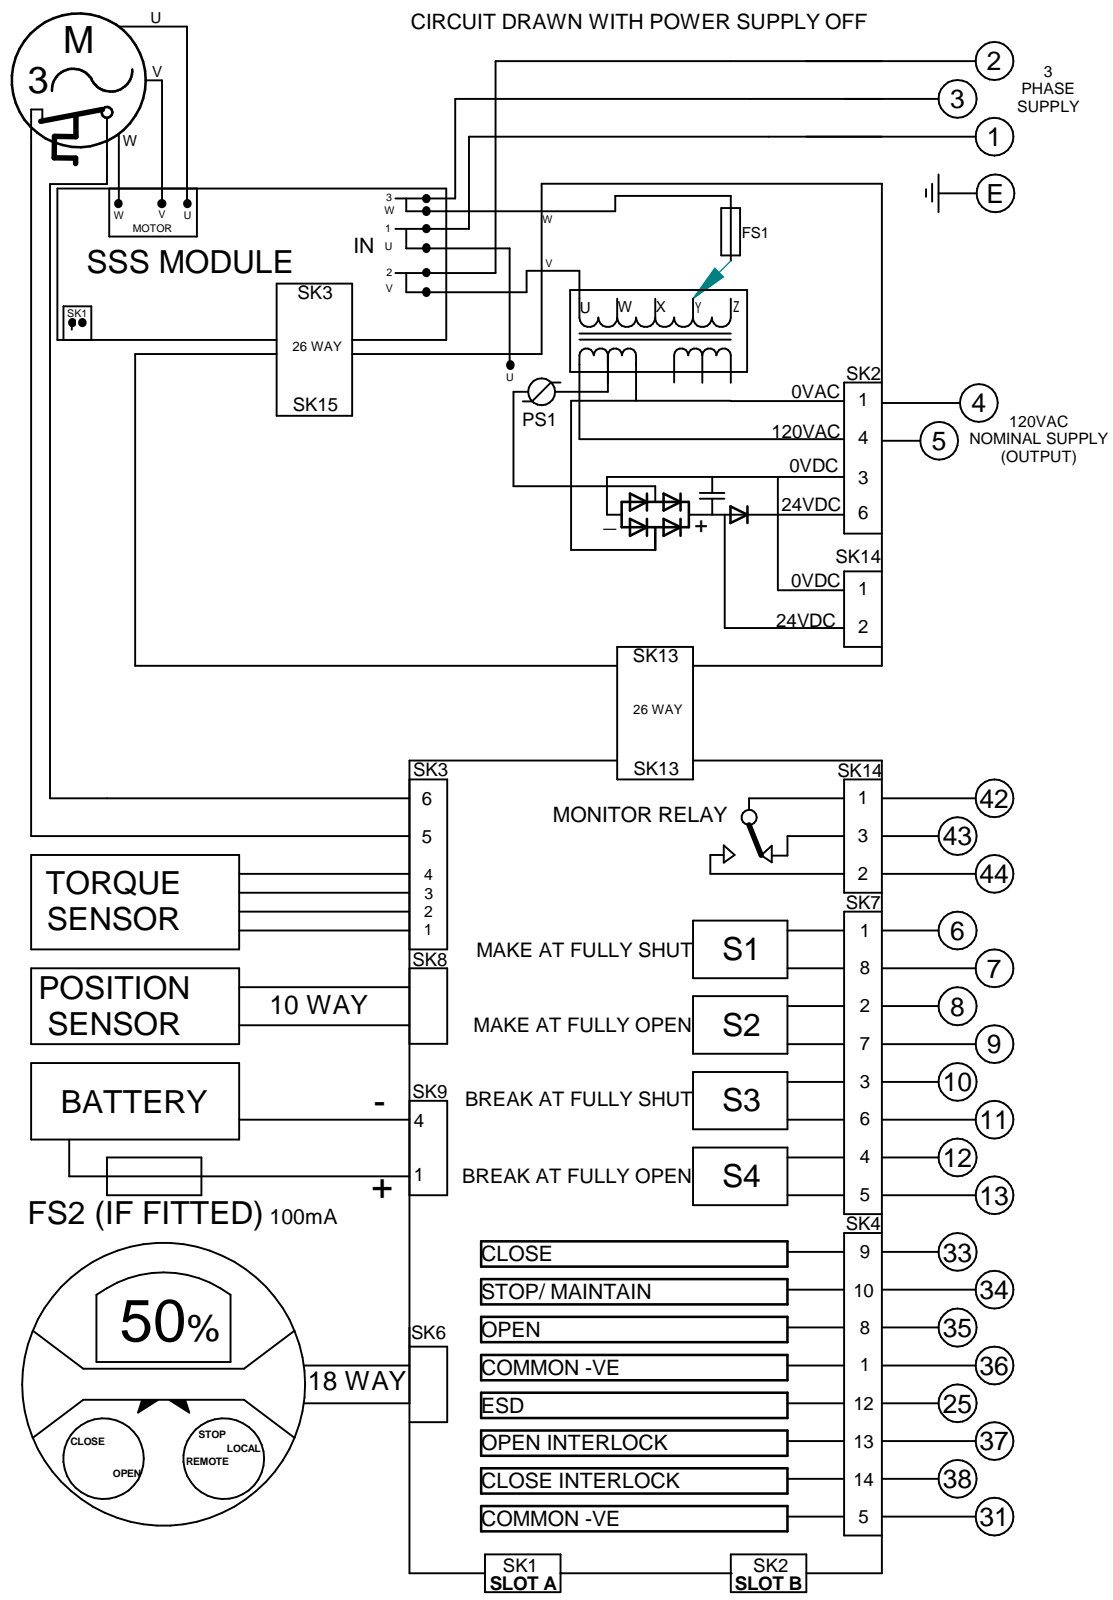 CIRCUIT DRAWN WITH POWER SUPPLY OFF
U
M
3
V
W
2
3
1
3
PHASE
SUPPLY
E
W V U
MOTOR
SSS MODULE
IN
3
W
1
U
2
V
SK1
SK3
26 WAY
SK15
W
V
U
FS1
U W X Y Z
PS1
SK2
0VAC 1 4
120VAC 4 5
120VAC
NOMINAL SUPPLY
(OUTPUT)
0VDC 3
24VDC 6
– +
SK14
0VDC 1
24VDC 2
SK13
26 WAY
SK13
SK3
6
5
4
3
2
1
TORQUE
SENSOR
SK8
POSITION
SENSOR
10 WAY
BATTERY
-
SK9
4
1
+
FS2 (IF FITTED) 100mA
50%
CLOSE
OPEN
STOP
LOCAL
REMOTE
18 WAY
SK6
SK14
MONITOR RELAY
1 42
3 43
2 44
SK7
MAKE AT FULLY SHUT S1
1 6
8 7
MAKE AT FULLY OPEN S2
2 8
7 9
BREAK AT FULLY SHUT S3
3 10
6 11
BREAK AT FULLY OPEN S4
4 12
5 13
SK4
CLOSE 9 33
STOP/ MAINTAIN 10 34
OPEN 8 35
COMMON -VE 1 36
ESD 12 25
OPEN INTERLOCK 13 37
CLOSE INTERLOCK 14 38
COMMON -VE 5 31
SK1
SLOT A
SK2
SLOT B